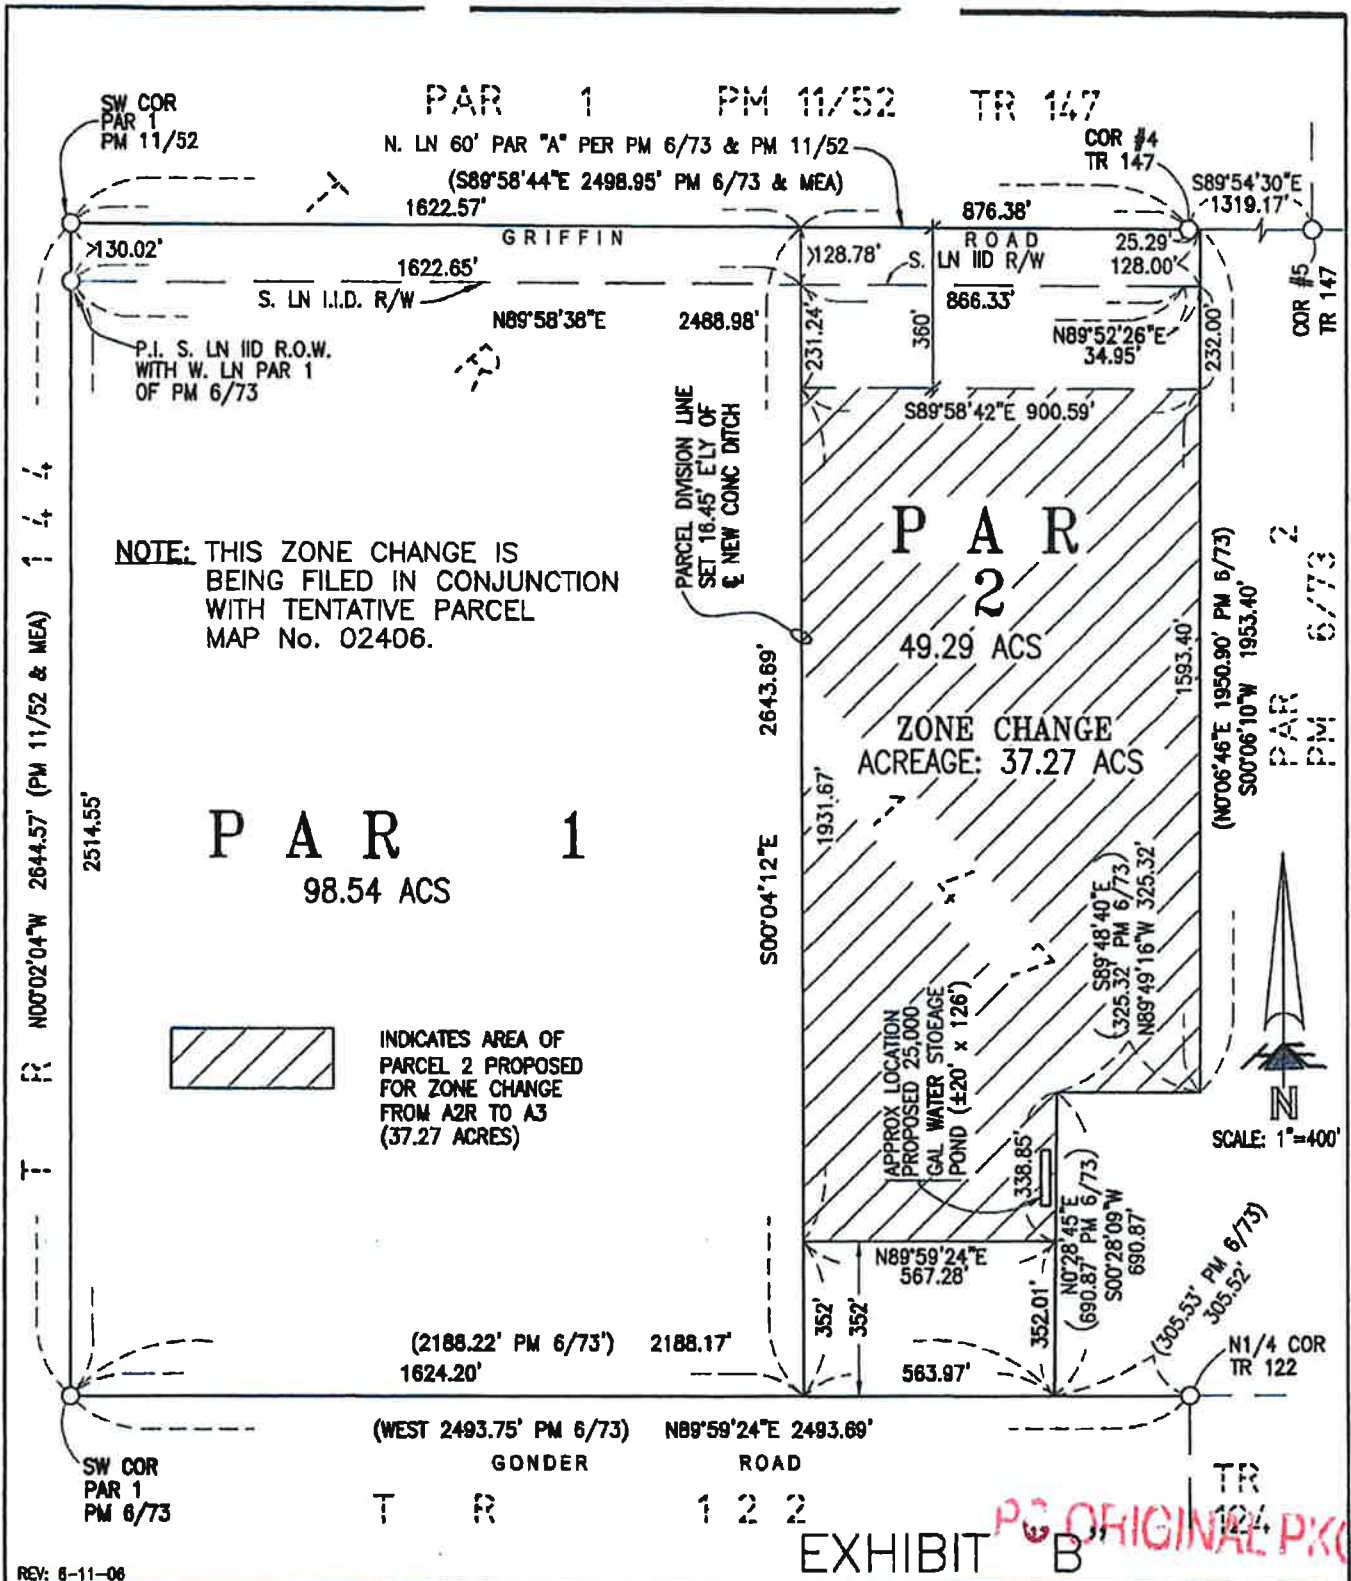 PAR 1 PM 11/52 TR 147
SW COR
PAR 1
PM 11/52
N. LN 60' PAR "A" PER PM 6/73 & PM 11/52
COR #4
TR 147
(S89°58'44"E 2498.95' PM 6/73 & MEA)
S89°54'30"E
1319.17'
1622.57'
876.38'
GRIFFIN ROAD
130.02'
128.78'
25.29'
128.00'
S. LN IID R/W
1622.65'
866.33'
S. LN I.I.D. R/W
N89°58'38"E 2488.98'
N89°52'26"E
34.95'
COR #5
TR 147
P.I. S. LN IID R.O.W.
WITH W. LN PAR 1
OF PM 6/73
231.24'
360'
232.00'
S89°58'42"E 900.59'
PARCEL DIVISION LINE
SET 16.45' E'LY OF
℄ NEW CONC DITCH
TR 144
PAR
2
49.29 ACS
NOTE: THIS ZONE CHANGE IS
BEING FILED IN CONJUNCTION
WITH TENTATIVE PARCEL
MAP No. 02406.
ZONE CHANGE
ACREAGE: 37.27 ACS
N00°02'04"W 2644.57' (PM 11/52 & MEA)
2514.55'
S00°04'12"E 2643.69'
1931.67'
1593.40'
(N0°06'46"E 1950.90' PM 6/73)
S00°06'10"W 1953.40'
PAR 2
PM 6/73
PAR 1
98.54 ACS
S89°48'40"E
(325.32' PM 6/73)
N89°49'16"W 325.32'
INDICATES AREA OF
PARCEL 2 PROPOSED
FOR ZONE CHANGE
FROM A2R TO A3
(37.27 ACRES)
APPROX LOCATION
PROPOSED 25,000
GAL WATER STOEAGE
POND (±20' x 126')
N
SCALE: 1"=400'
338.85'
N0°28'45"E
(690.87' PM 6/73)
S00°28'09"W
690.87'
N89°59'24"E
567.28'
352'
352'
352.01'
(305.53' PM 6/73)
305.52'
(2188.22' PM 6/73') 2188.17'
N1/4 COR
TR 122
1624.20'
563.97'
(WEST 2493.75' PM 6/73) N89°59'24"E 2493.69'
GONDER ROAD
SW COR
PAR 1
PM 6/73
TR 122
TR
124
EXHIBIT "B"
ORIGINAL
REV: 6-11-06